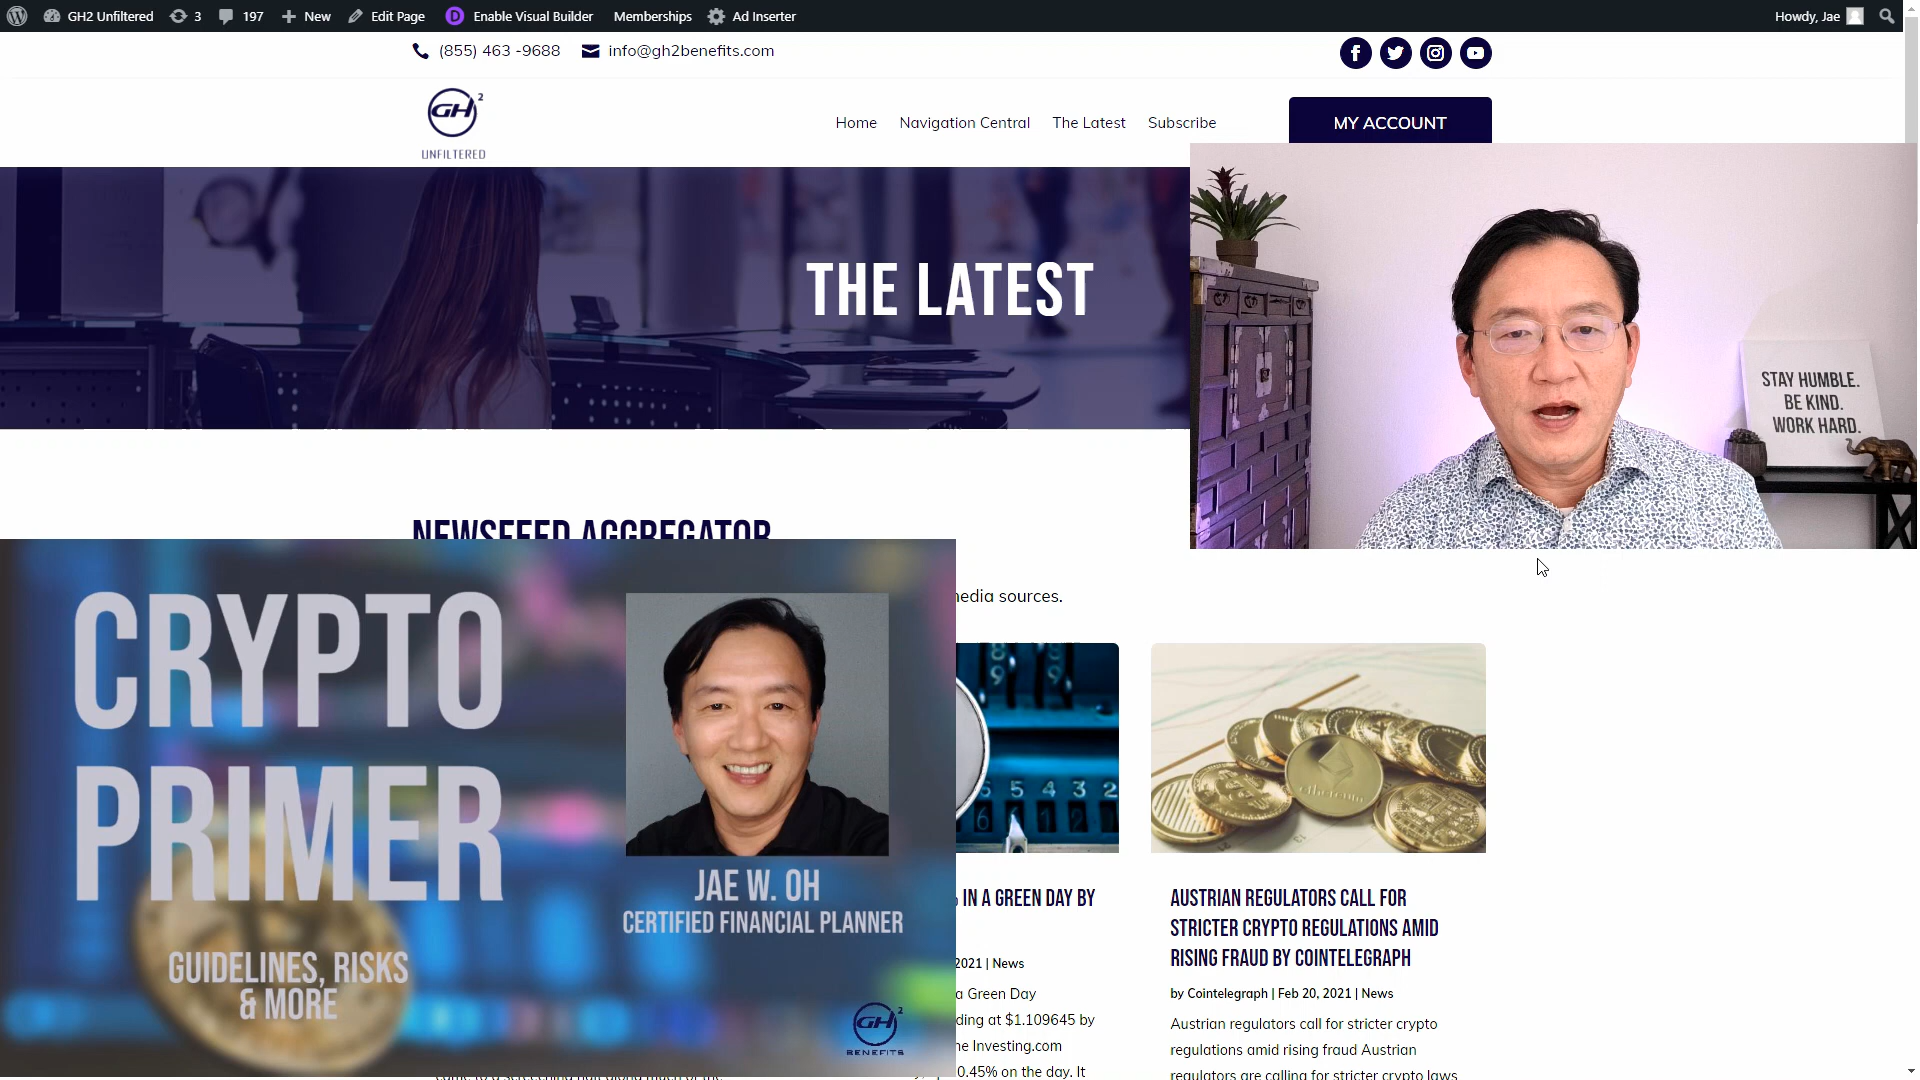 GH2 Unfiltered 3 197 New Edit Page Enable Visual Builder Memberships Ad Inserter Howdy, Jae
(855) 463 -9688 info@gh2benefits.com
GH2
UNFILTERED
Home Navigation Central The Latest Subscribe MY ACCOUNT
THE LATEST
STAY HUMBLE.
BE KIND.
WORK HARD.
NEWSFEED AGGREGATOR
media sources.
CRYPTO
PRIMER
GUIDELINES, RISKS
& MORE
JAE W. OH
CERTIFIED FINANCIAL PLANNER
GH2
BENEFITS
5 4 3 2
ethereum
IN A GREEN DAY BY
2021 | News
a Green Day
ding at $1.109645 by
he Investing.com
0.45% on the day. It
AUSTRIAN REGULATORS CALL FOR
STRICTER CRYPTO REGULATIONS AMID
RISING FRAUD BY COINTELEGRAPH
by Cointelegraph | Feb 20, 2021 | News
Austrian regulators call for stricter crypto
regulations amid rising fraud Austrian
regulators are calling for stricter crypto laws